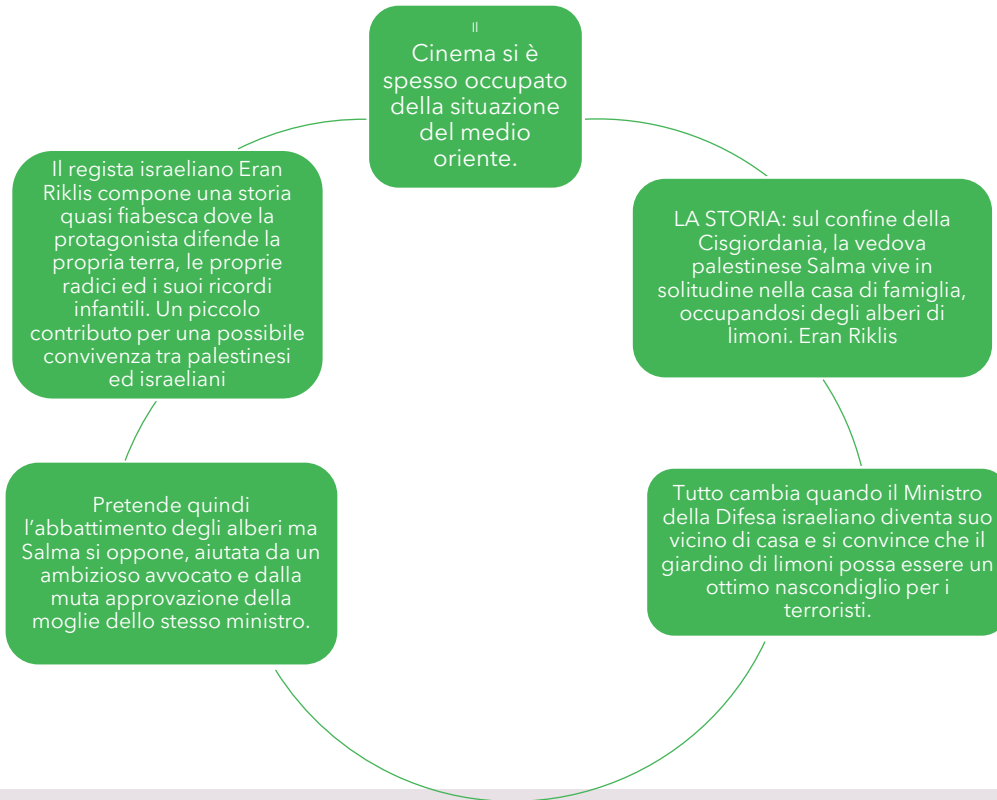 Il
Cinema si è
spesso occupato
della situazione
del medio
oriente.
LA STORIA: sul confine della
Cisgiordania, la vedova
palestinese Salma vive in
solitudine nella casa di famiglia,
occupandosi degli alberi di
limoni. Eran Riklis
Tutto cambia quando il Ministro
della Difesa israeliano diventa suo
vicino di casa e si convince che il
giardino di limoni possa essere un
ottimo nascondiglio per i
terroristi.
Pretende quindi
l’abbattimento degli alberi ma
Salma si oppone, aiutata da un
ambizioso avvocato e dalla
muta approvazione della
moglie dello stesso ministro.
Il regista israeliano Eran
Riklis compone una storia
quasi fiabesca dove la
protagonista difende la
propria terra, le proprie
radici ed i suoi ricordi
infantili. Un piccolo
contributo per una possibile
convivenza tra palestinesi
ed israeliani